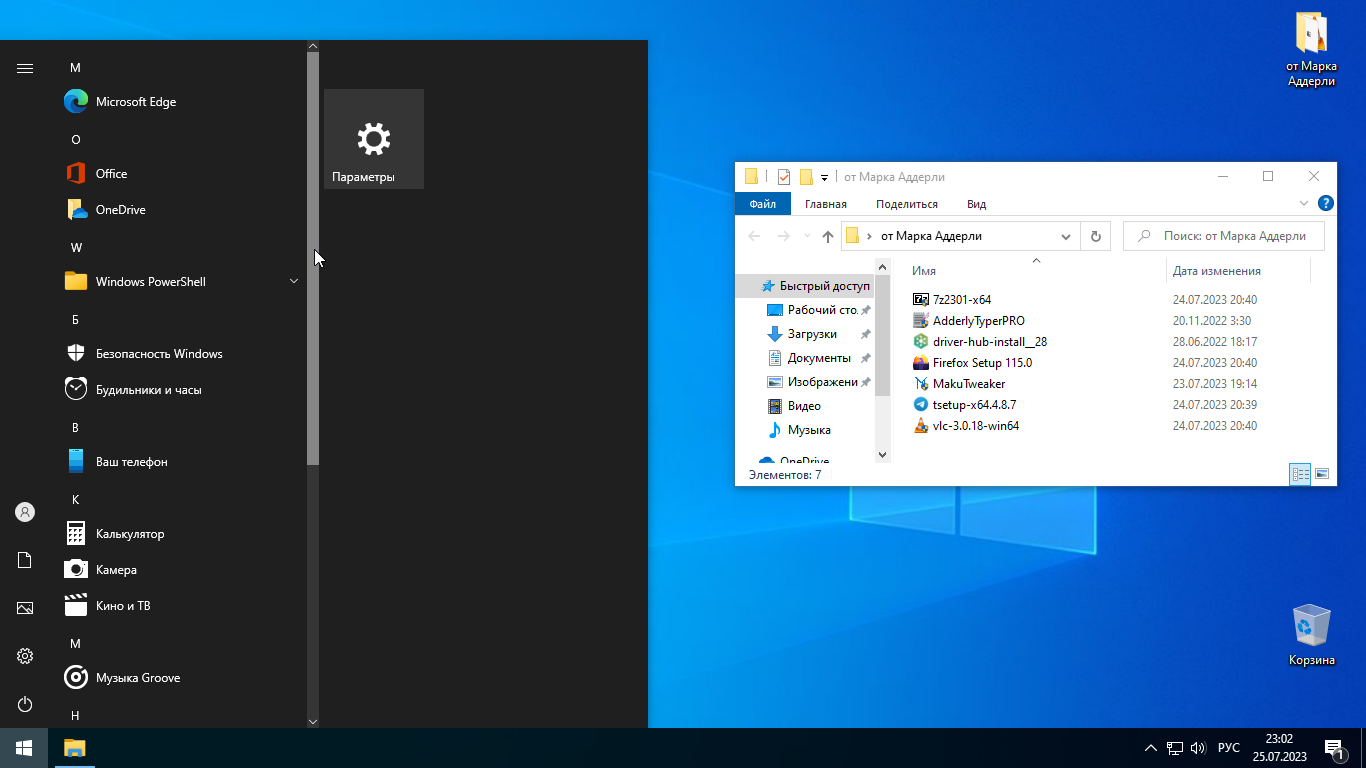 M
Microsoft Edge
O
Office
OneDrive
W
Windows PowerShell
Б
Безопасность Windows
Будильники и часы
В
Ваш телефон
К
Калькулятор
Камера
Кино и ТВ
М
Музыка Groove
Н
Параметры
от Марка
Аддерли
от Марка Аддерли
Файл
Главная
Поделиться
Вид
от Марка Аддерли
Поиск: от Марка Аддерли
Быстрый доступ
Рабочий сто
Загрузки
Документы
Изображени
Видео
Музыка
OneDrive
Имя
Дата изменения
7z2301-x64
24.07.2023 20:40
AdderlyTyperPRO
20.11.2022 3:30
driver-hub-install__28
28.06.2022 18:17
Firefox Setup 115.0
24.07.2023 20:40
MakuTweaker
23.07.2023 19:14
tsetup-x64.4.8.7
24.07.2023 20:39
vlc-3.0.18-win64
24.07.2023 20:40
Элементов: 7
Корзина
РУС
23:02
25.07.2023
1